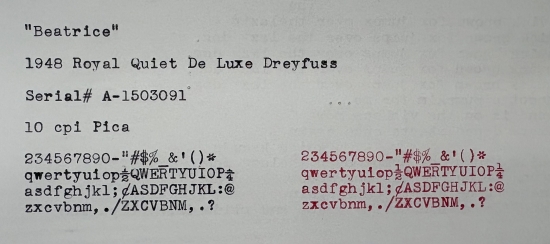 "Beatrice"
1948 Royal Quiet De Luxe Dreyfuss
Serial# A-1503091
10 cpi Pica
234567890-"#$%_&'()*
qwertyuiop½QWERTYUIOP¼
asdfghjkl;¢ASDFGHJKL:@
zxcvbnm,./ZXCVBNM,.?
234567890-"#$%_&'()*
qwertyuiop½QWERTYUIOP¼
asdfghjkl;¢ASDFGHJKL:@
zxcvbnm,./ZXCVBNM,.?